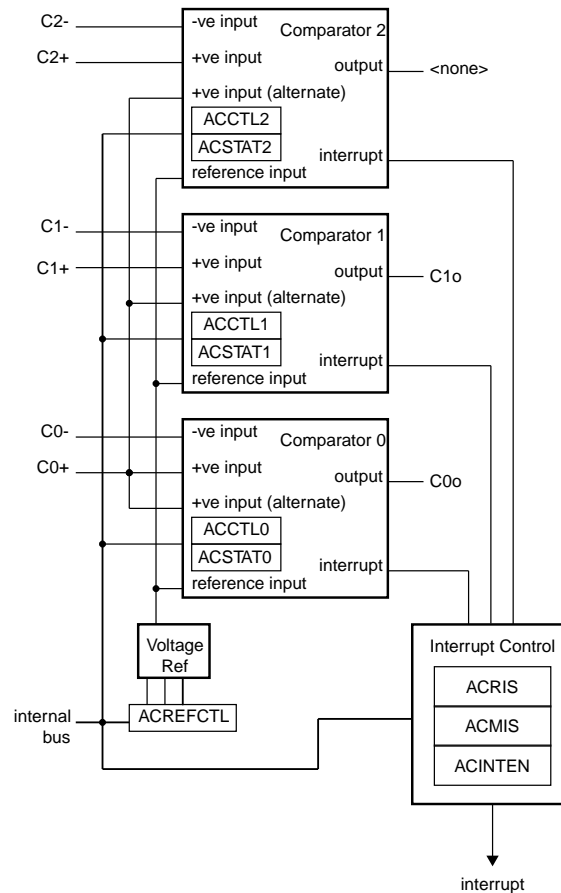 C2-
-ve input
Comparator 2
C2+
+ve input
output
<none>
+ve input (alternate)
ACCTL2
ACSTAT2
interrupt
reference input
C1-
-ve input
Comparator 1
C1+
+ve input
output
C1o
+ve input (alternate)
ACCTL1
ACSTAT1
interrupt
reference input
C0-
-ve input
Comparator 0
C0+
+ve input
output
C0o
+ve input (alternate)
ACCTL0
ACSTAT0
interrupt
reference input
Voltage
Ref
Interrupt Control
ACRIS
internal
bus
ACREFCTL
ACMIS
ACINTEN
interrupt